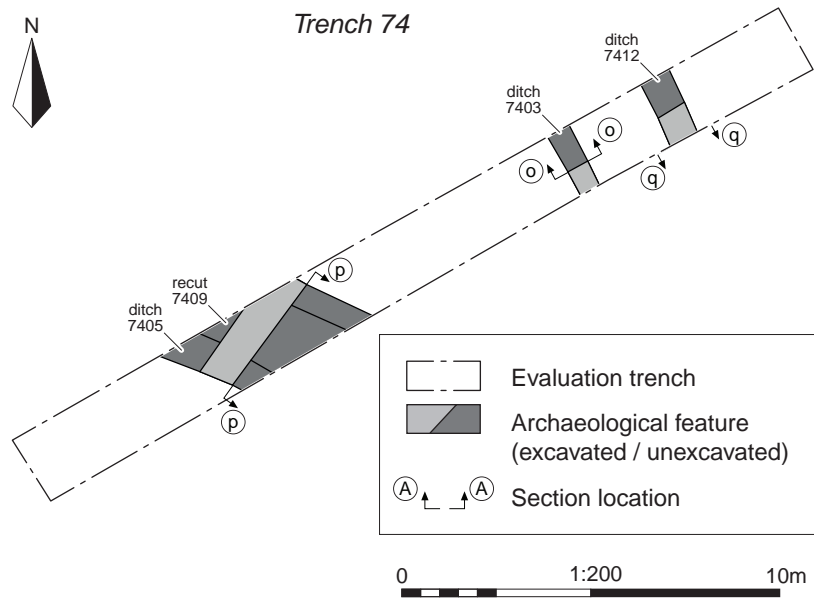 Trench 74
N
ditch
7412
ditch
7403
o
o
q
q
p
recut
7409
ditch
7405
p
Evaluation trench
Archaeological feature
(excavated / unexcavated)
A A Section location
0 1:200 10m